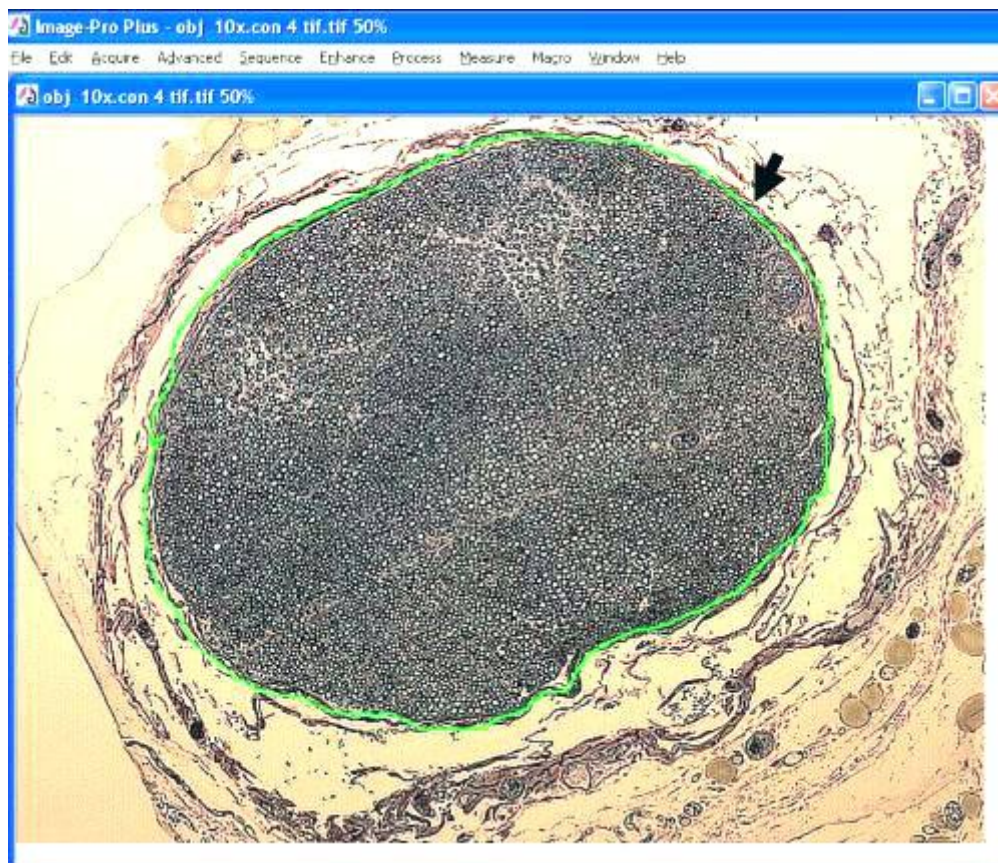 Image-Pro Plus - obj 10x.con 4 tif.tif 50%
File Edit Acquire Advanced Sequence Enhance Process Measure Macro Window Help
obj 10x.con 4 tif.tif 50%